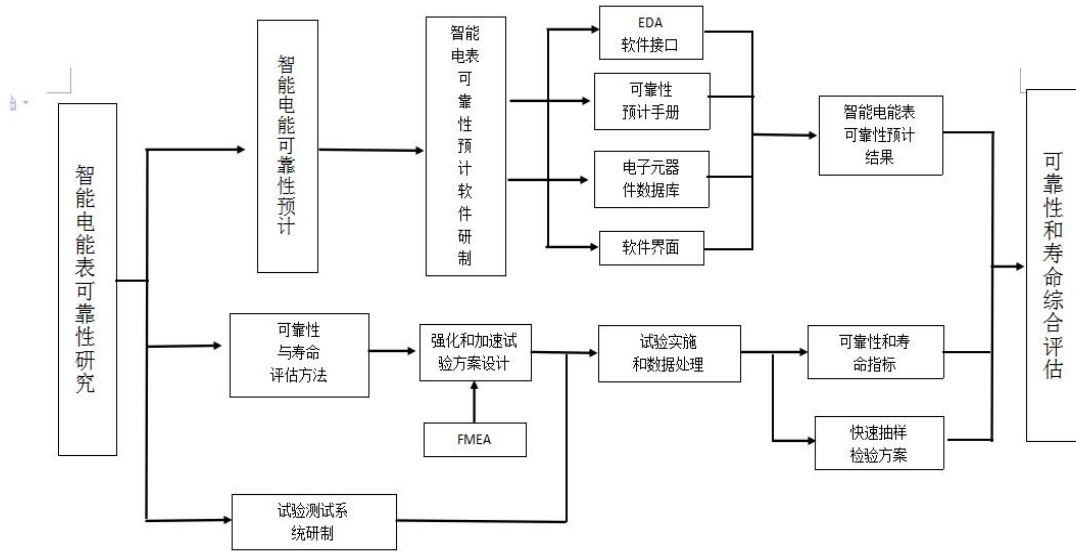 智能电能表可靠性研究
智能电能可靠性预计
智能
电表
可靠性预计软件研制
EDA
软件接口
可靠性
预计手册
电子元器
件数据库
软件界面
智能电能表
可靠性预计
结果
可靠性
与寿命
评估方法
强化和加速试
验方案设计
FMEA
试验测试系
统研制
试验实施
和数据处理
可靠性和寿
命指标
快速抽样
检验方案
可靠性和寿命综合评估